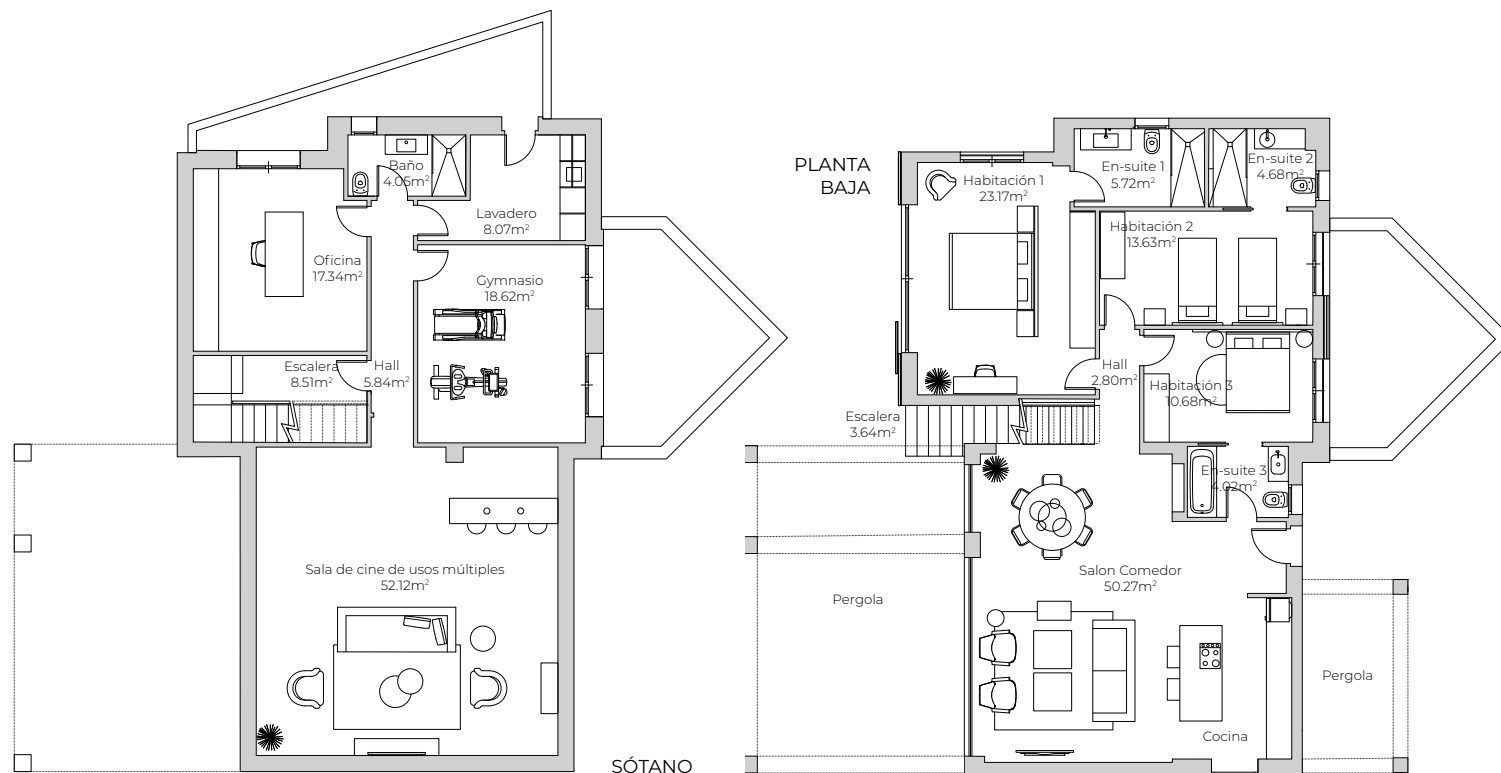 Baño
4.05m²
Lavadero
8.07m²
Oficina
17.34m²
Gymnasio
18.62m²
Escalera
8.51m²
Hall
5.84m²
Sala de cine de usos múltiples
52.12m²
SÓTANO
PLANTA
BAJA
Habitación 1
23.17m²
En-suite 1
5.72m²
En-suite 2
4.68m²
Habitación 2
13.63m²
Hall
2.80m²
Habitación 3
10.68m²
Escalera
3.64m²
En-suite 3
4.02m²
Salon Comedor
50.27m²
Pergola
Pergola
Cocina